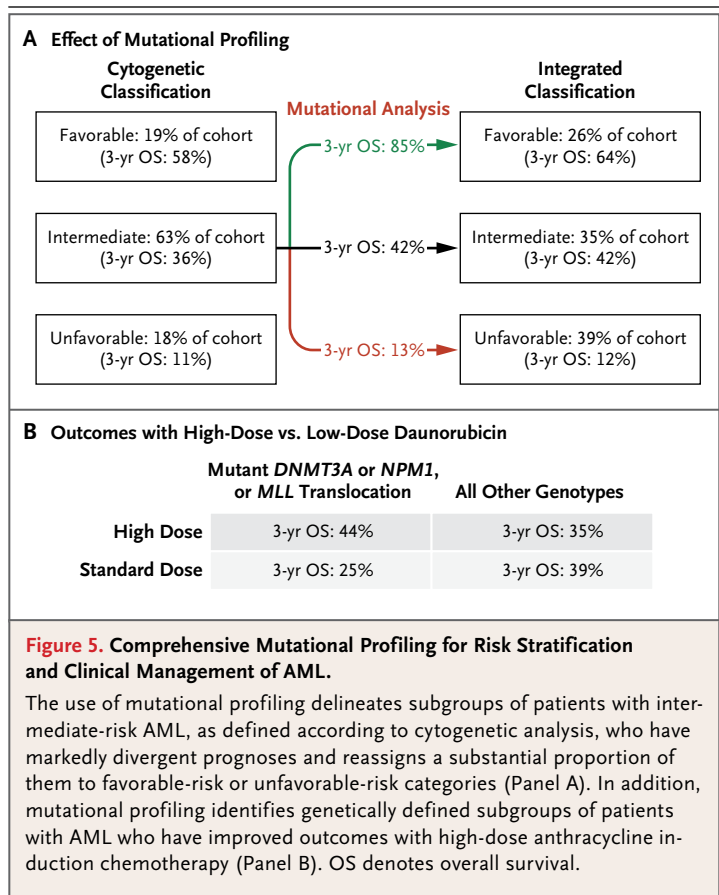 A Effect of Mutational Profiling
Cytogenetic
Classification
Integrated
Classification
Mutational Analysis
Favorable: 19% of cohort
(3-yr OS: 58%)
3-yr OS: 85%
Favorable: 26% of cohort
(3-yr OS: 64%)
Intermediate: 63% of cohort
(3-yr OS: 36%)
3-yr OS: 42%
Intermediate: 35% of cohort
(3-yr OS: 42%)
Unfavorable: 18% of cohort
(3-yr OS: 11%)
3-yr OS: 13%
Unfavorable: 39% of cohort
(3-yr OS: 12%)
B Outcomes with High-Dose vs. Low-Dose Daunorubicin
Mutant DNMT3A or NPM1,
or MLL Translocation
All Other Genotypes
High Dose
3-yr OS: 44%
3-yr OS: 35%
Standard Dose
3-yr OS: 25%
3-yr OS: 39%
Figure 5. Comprehensive Mutational Profiling for Risk Stratification
and Clinical Management of AML.
The use of mutational profiling delineates subgroups of patients with inter-
mediate-risk AML, as defined according to cytogenetic analysis, who have
markedly divergent prognoses and reassigns a substantial proportion of
them to favorable-risk or unfavorable-risk categories (Panel A). In addition,
mutational profiling identifies genetically defined subgroups of patients
with AML who have improved outcomes with high-dose anthracycline in-
duction chemotherapy (Panel B). OS denotes overall survival.